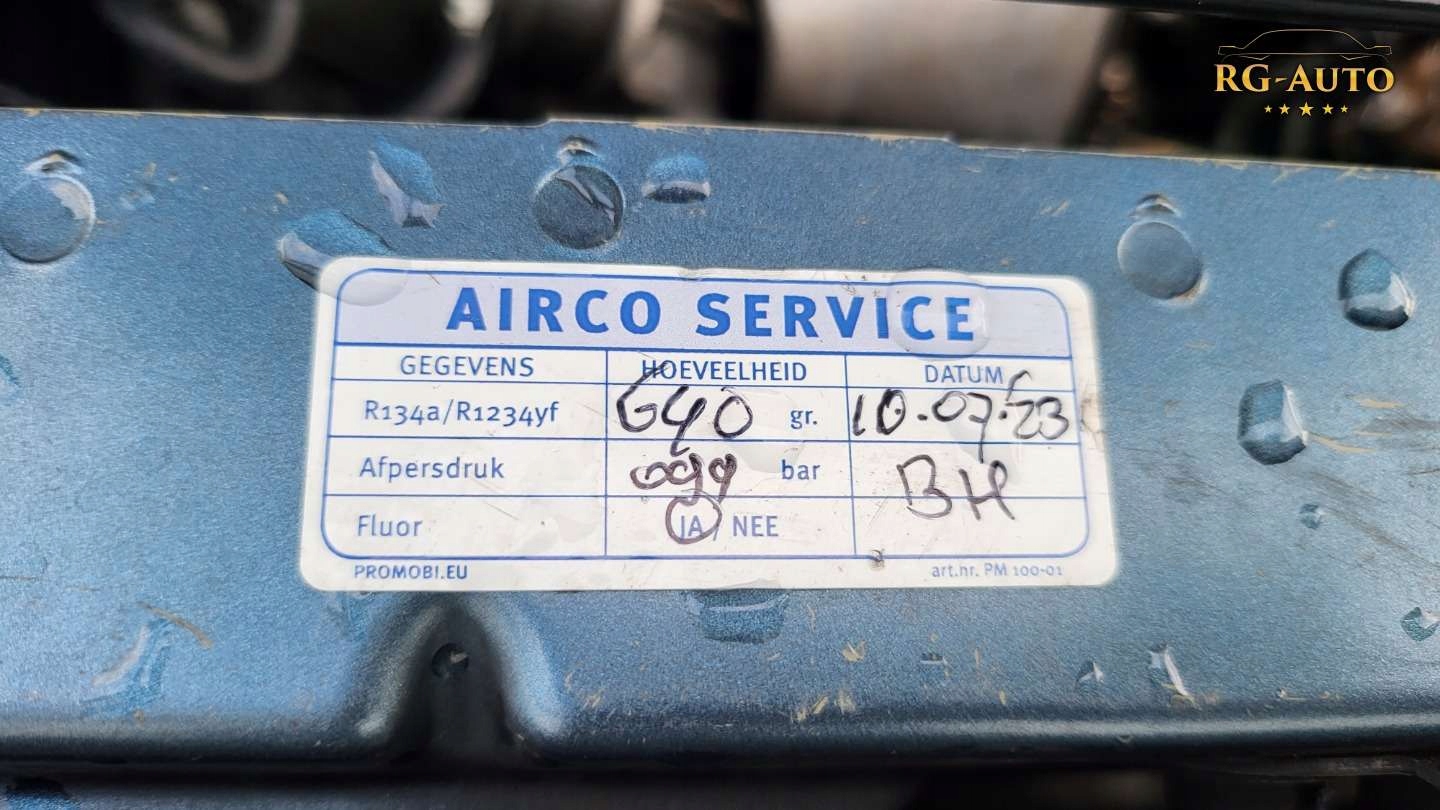 RG-AUTO
AIRCO SERVICE
GEGEVENS HOEVEELHEID DATUM
R134a/R1234yf 640 gr. 10-07-23
Afpersdruk bar BH
Fluor JA / NEE
PROMOBI.EU art.nr. PM 100-01